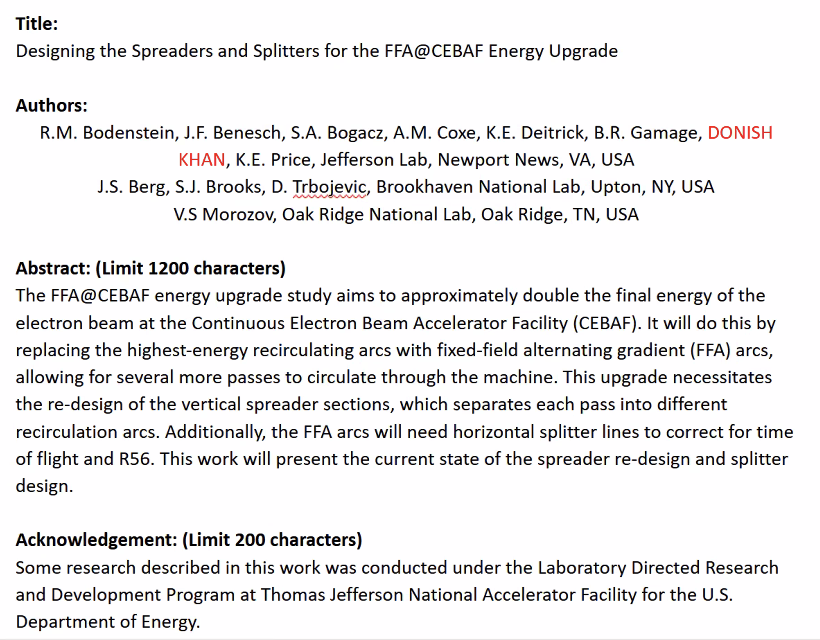 Title:
Designing the Spreaders and Splitters for the FFA@CEBAF Energy Upgrade
Authors:
R.M. Bodenstein, J.F. Benesch, S.A. Bogacz, A.M. Coxe, K.E. Deitrick, B.R. Gamage, DONISH
KHAN, K.E. Price, Jefferson Lab, Newport News, VA, USA
J.S. Berg, S.J. Brooks, D. Trbojevic, Brookhaven National Lab, Upton, NY, USA
V.S Morozov, Oak Ridge National Lab, Oak Ridge, TN, USA
Abstract: (Limit 1200 characters)
The FFA@CEBAF energy upgrade study aims to approximately double the final energy of the
electron beam at the Continuous Electron Beam Accelerator Facility (CEBAF). It will do this by
replacing the highest-energy recirculating arcs with fixed-field alternating gradient (FFA) arcs,
allowing for several more passes to circulate through the machine. This upgrade necessitates
the re-design of the vertical spreader sections, which separates each pass into different
recirculation arcs. Additionally, the FFA arcs will need horizontal splitter lines to correct for time
of flight and R56. This work will present the current state of the spreader re-design and splitter
design.
Acknowledgement: (Limit 200 characters)
Some research described in this work was conducted under the Laboratory Directed Research
and Development Program at Thomas Jefferson National Accelerator Facility for the U.S.
Department of Energy.